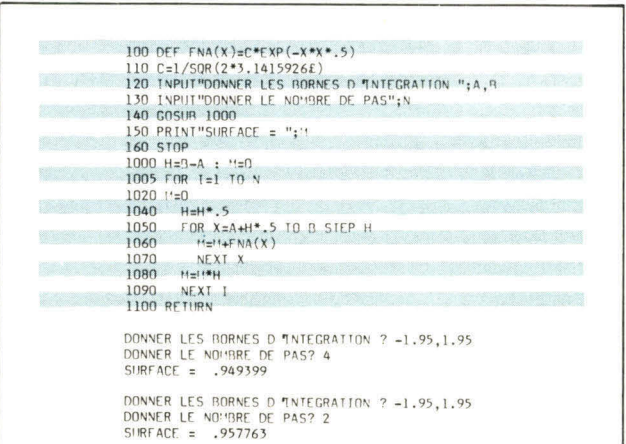 100 DEF FNA(X)=C*EXP(-X*X*.5)
110 C=1/SQR(2*3.1415926£)
120 INPUT"DONNER LES BORNES D'INTEGRATION ";A,B
130 INPUT"DONNER LE NOMBRE DE PAS";N
140 GOSUB 1000
150 PRINT"SURFACE = ";M
160 STOP
1000 H=B-A : M=0
1005 FOR I=1 TO N
1020 M=0
1040 H=H*.5
1050 FOR X=A+H*.5 TO B STEP H
1060 M=M+FNA(X)
1070 NEXT X
1080 M=M*H
1090 NEXT I
1100 RETURN
DONNER LES BORNES D'INTEGRATION ? -1.95,1.95
DONNER LE NOMBRE DE PAS? 4
SURFACE = .949399
DONNER LES BORNES D'INTEGRATION ? -1.95,1.95
DONNER LE NOMBRE DE PAS? 2
SURFACE = .957763